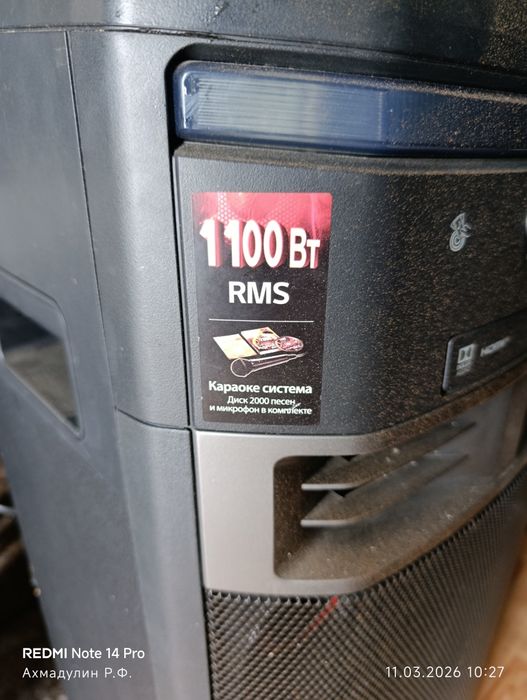 1100 Вт
RMS
Караоке система
Диск 2000 песен
и микрофон в комплекте
REDMI Note 14 Pro
Ахмадулин Р.Ф.
11.03.2026 10:27